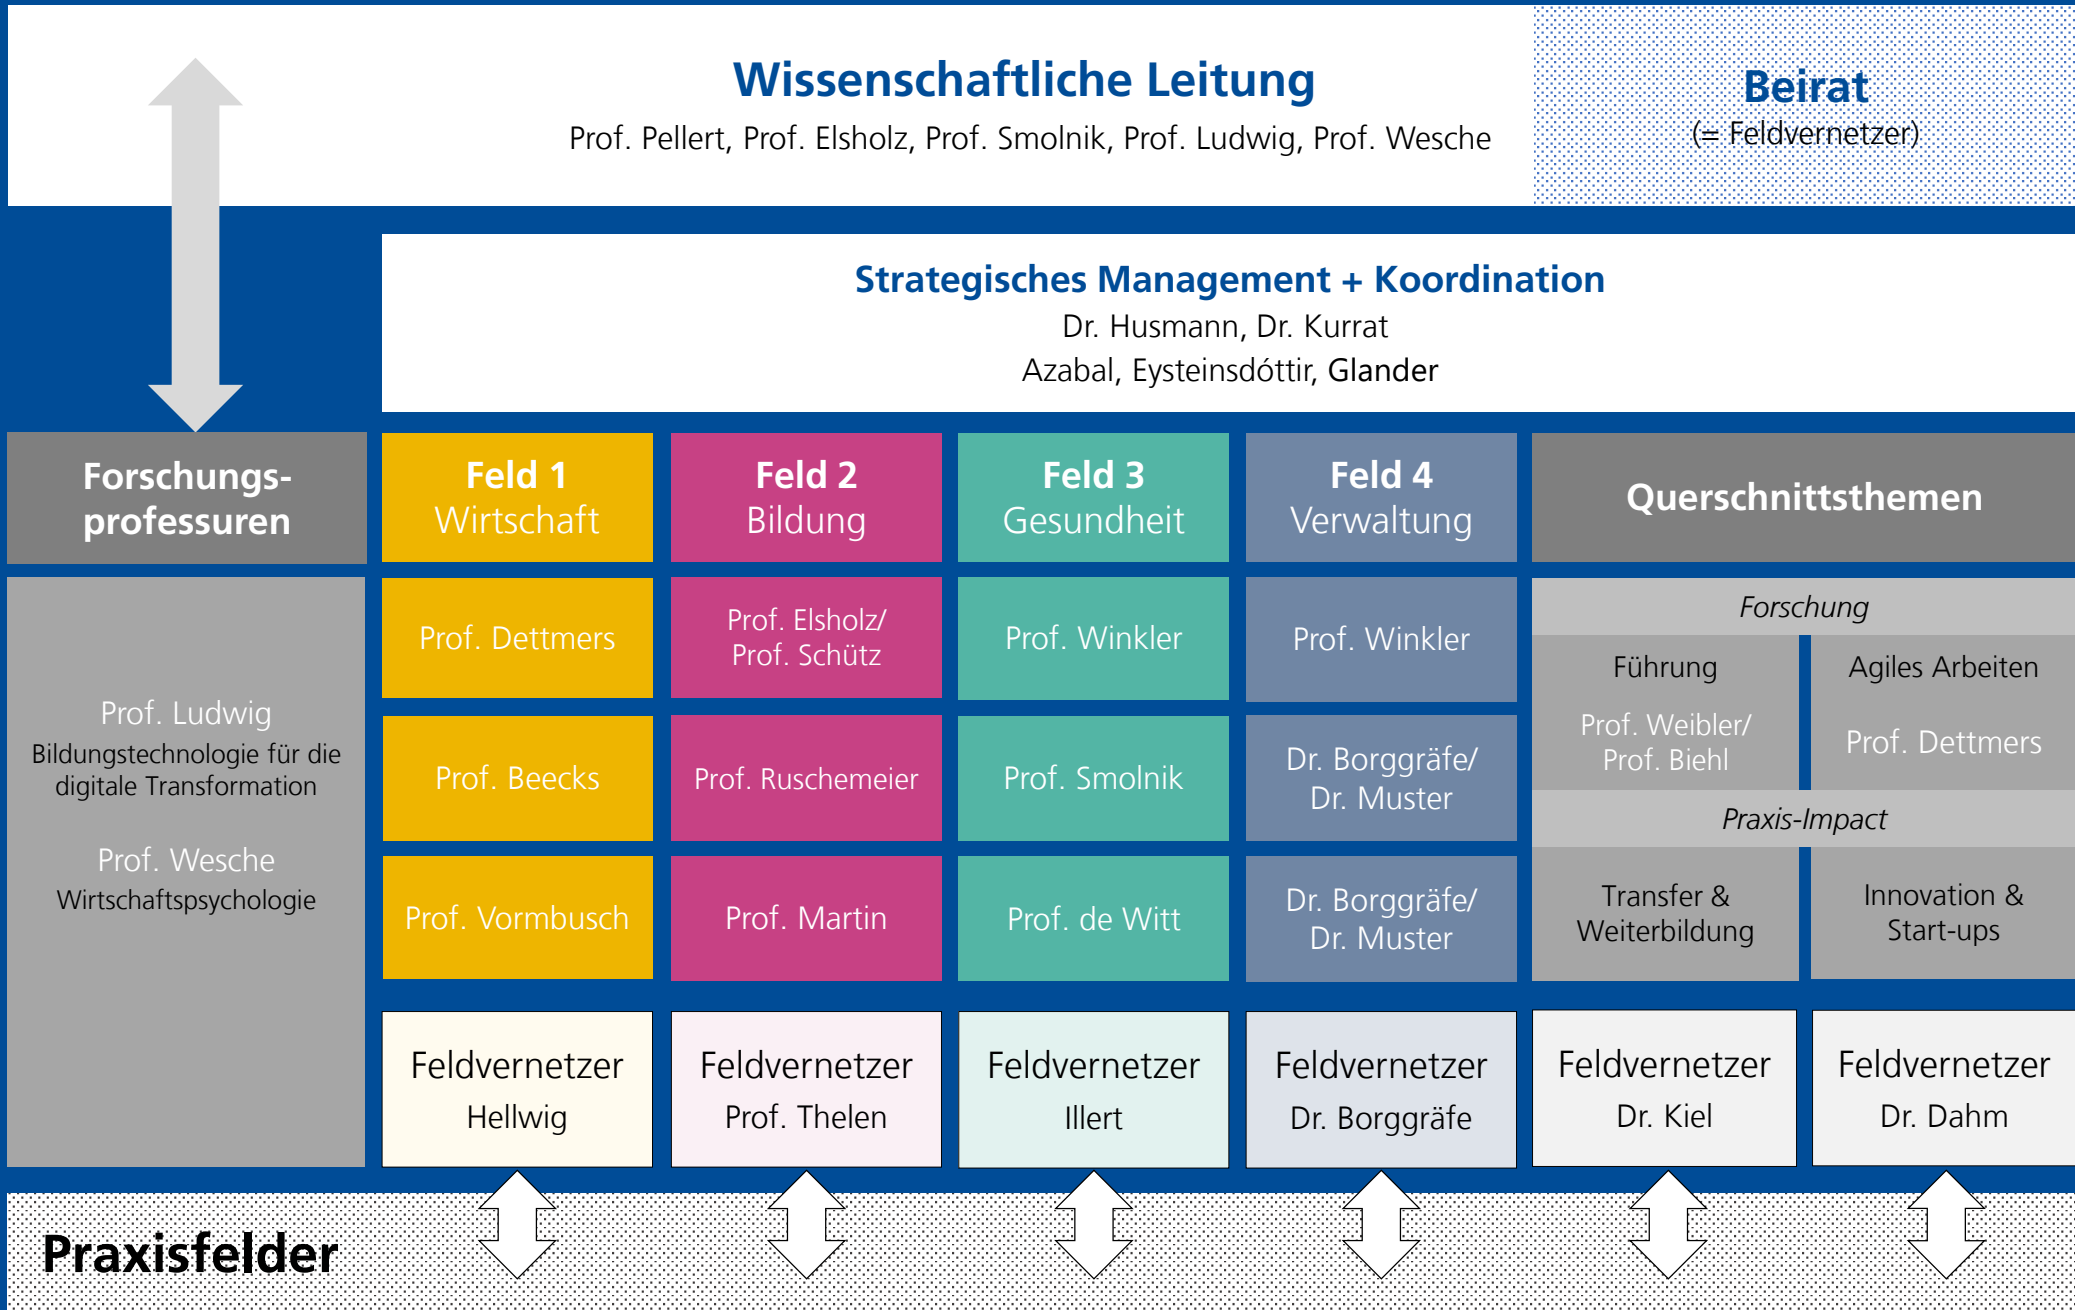 Wissenschaftliche Leitung
Prof. Pellert, Prof. Elsholz, Prof. Smolnik, Prof. Ludwig, Prof. Wesche
Beirat
(= Feldvernetzer)
Strategisches Management + Koordination
Dr. Husmann, Dr. Kurrat
Azabal, Eysteinsdóttir, Glander
Forschungs-
professuren
Prof. Ludwig
Bildungstechnologie für die
digitale Transformation
Prof. Wesche
Wirtschaftspsychologie
Feld 1
Wirtschaft
Prof. Dettmers
Prof. Beecks
Prof. Vormbusch
Feldvernetzer
Hellwig
Feld 2
Bildung
Prof. Elsholz/
Prof. Schütz
Prof. Ruschemeier
Prof. Martin
Feldvernetzer
Prof. Thelen
Feld 3
Gesundheit
Prof. Winkler
Prof. Smolnik
Prof. de Witt
Feldvernetzer
Illert
Feld 4
Verwaltung
Prof. Winkler
Dr. Borggräfe/
Dr. Muster
Dr. Borggräfe/
Dr. Muster
Feldvernetzer
Dr. Borggräfe
Querschnittsthemen
Forschung
Führung
Prof. Weibler/
Prof. Biehl
Agiles Arbeiten
Prof. Dettmers
Praxis-Impact
Transfer &
Weiterbildung
Innovation &
Start-ups
Feldvernetzer
Dr. Kiel
Feldvernetzer
Dr. Dahm
Praxisfelder